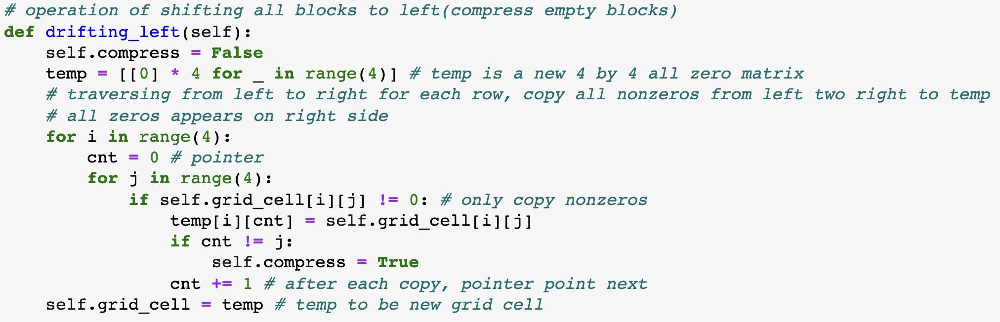 # operation of shifting all blocks to left(compress empty blocks)
def drifting_left(self):
    self.compress = False
    temp = [[0] * 4 for _ in range(4)] # temp is a new 4 by 4 all zero matrix
    # traversing from left to right for each row, copy all nonzeros from left two right to temp
    # all zeros appears on right side
    for i in range(4):
        cnt = 0 # pointer
        for j in range(4):
            if self.grid_cell[i][j] != 0: # only copy nonzeros
                temp[i][cnt] = self.grid_cell[i][j]
                if cnt != j:
                    self.compress = True
                cnt += 1 # after each copy, pointer point next
    self.grid_cell = temp # temp to be new grid cell